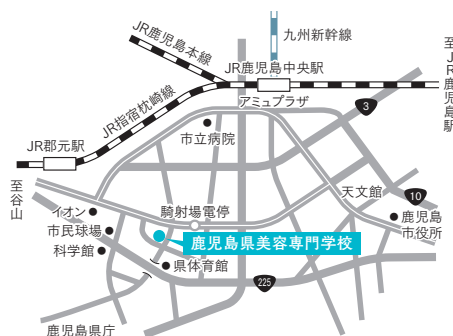 JR鹿児島本線
九州新幹線
至JR鹿児島駅
JR鹿児島中央駅
アミュプラザ
JR指宿枕崎線
3
市立病院
JR郡元駅
至谷山
10
天文館
イオン
騎射場電停
鹿児島
市役所
市民球場
鹿児島県美容専門学校
科学館
県体育館
225
鹿児島県庁